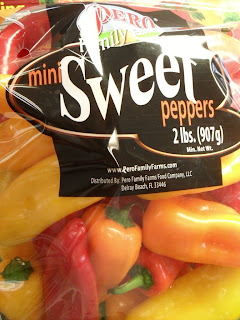 PERO
Family
mini
Sweet
peppers
2 lbs. (907g)
Min. Net Wt.
www.PeroFamilyFarms.com
Distributed By: Pero Family Farms Food Company, LLC
Delray Beach, FL 33446